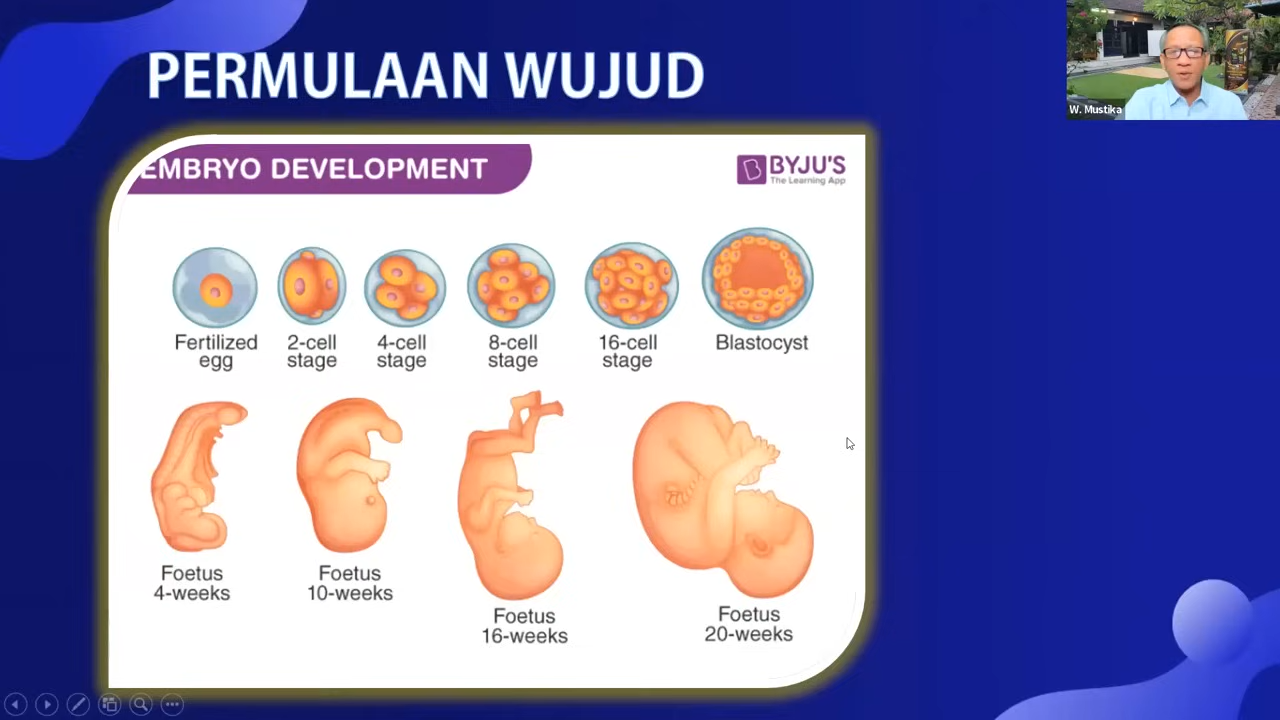 PERMULAAN WUJUD
W. Mustika
EMBRYO DEVELOPMENT
BYJU'S
The Learning App
Fertilized
egg
2-cell
stage
4-cell
stage
8-cell
stage
16-cell
stage
Blastocyst
Foetus
4-weeks
Foetus
10-weeks
Foetus
16-weeks
Foetus
20-weeks